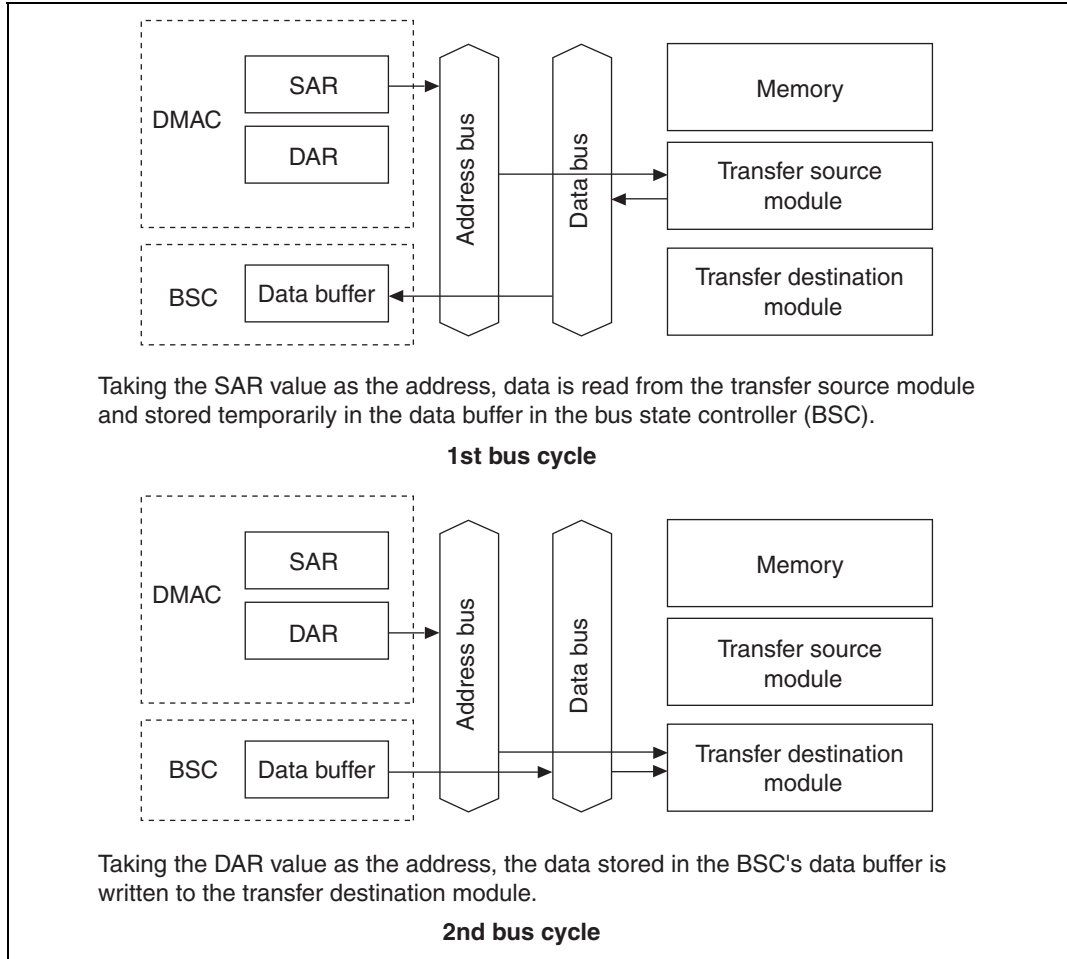 SAR
DMAC
DAR
BSC
Data buffer
Address bus
Data bus
Memory
Transfer source
module
Transfer destination
module
Taking the SAR value as the address, data is read from the transfer source module
and stored temporarily in the data buffer in the bus state controller (BSC).
1st bus cycle
SAR
DMAC
DAR
BSC
Data buffer
Address bus
Data bus
Memory
Transfer source
module
Transfer destination
module
Taking the DAR value as the address, the data stored in the BSC's data buffer is
written to the transfer destination module.
2nd bus cycle